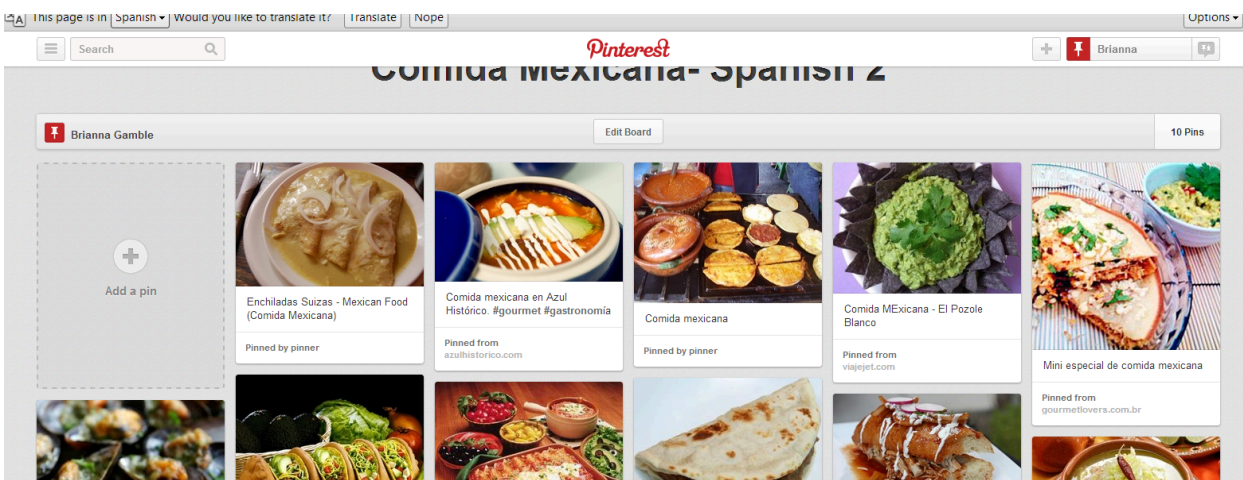 This page is in Spanish Would you like to translate it? Translate Nope Options
Search Pinterest Brianna
Comida Mexicana- Spanish 2
Brianna Gamble Edit Board 10 Pins
Add a pin
Enchiladas Suizas - Mexican Food
(Comida Mexicana)
Pinned by pinner
Comida mexicana en Azul
Histórico. #gourmet #gastronomía
Pinned from
azulhistorico.com
Comida mexicana
Pinned by pinner
Comida MExicana - El Pozole
Blanco
Pinned from
viajejet.com
Mini especial de comida mexicana
Pinned from
gourmetlovers.com.br